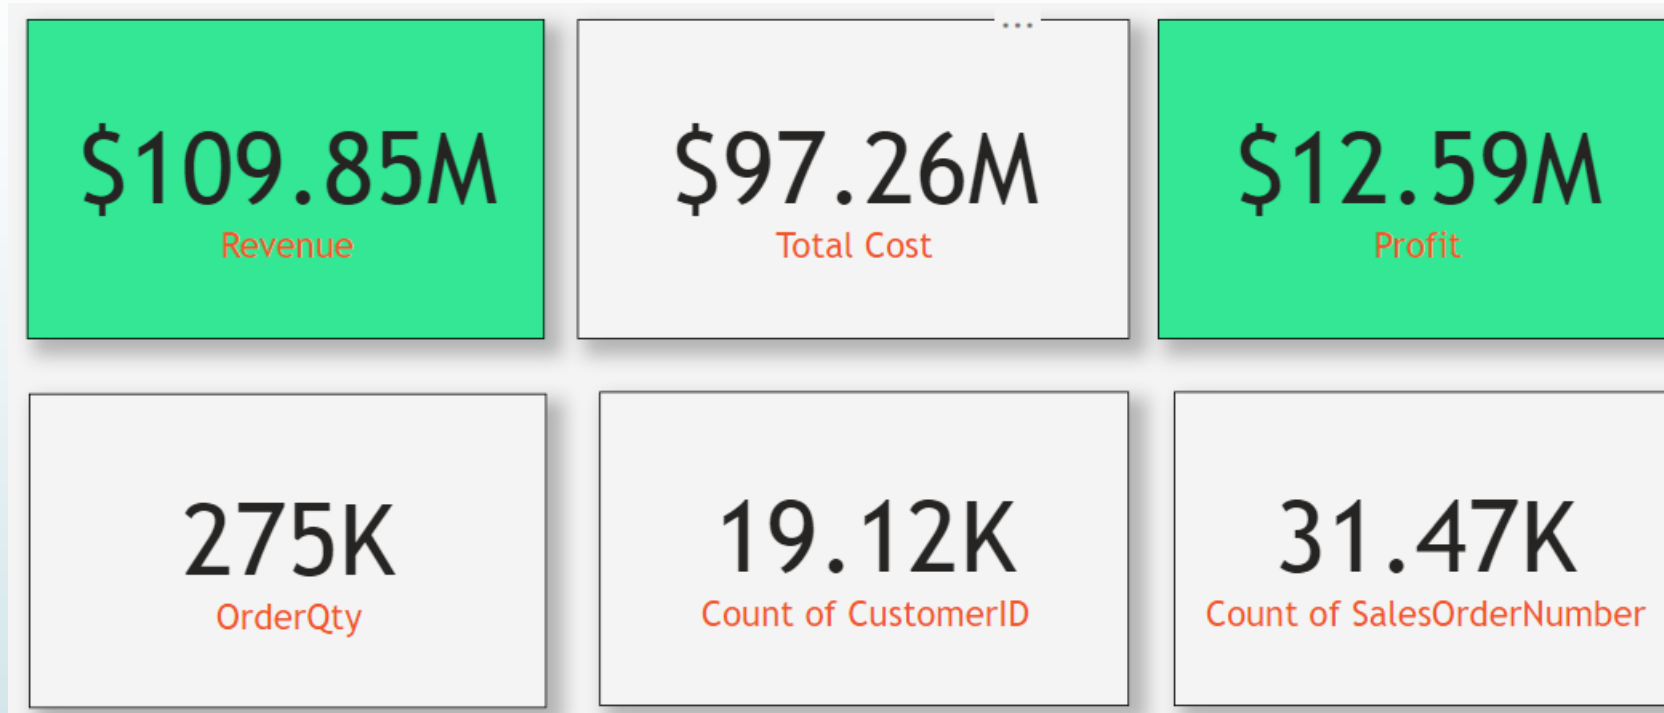 $109.85M
Revenue
$97.26M
Total Cost
$12.59M
Profit
275K
OrderQty
19.12K
Count of CustomerID
31.47K
Count of SalesOrderNumber